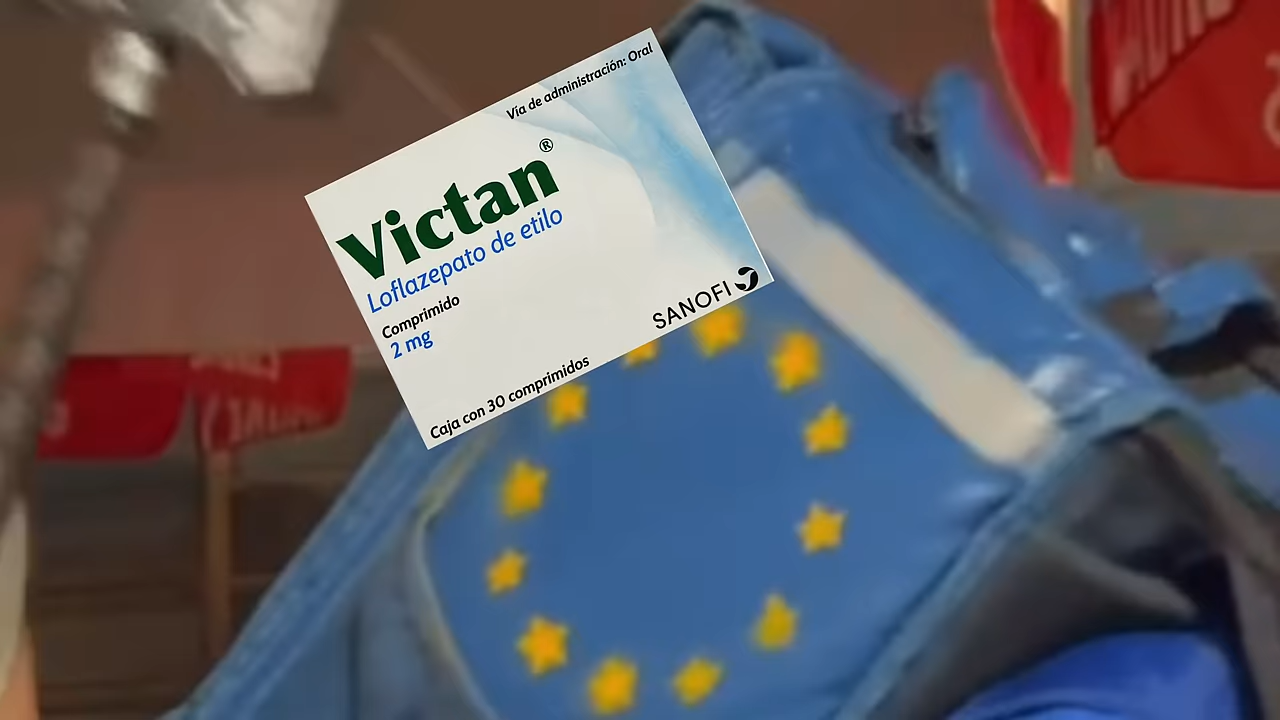 Vía de administración: Oral
Victan®
Loflazepato de etilo
Comprimido
2 mg
SANOFI
Caja con 30 comprimidos